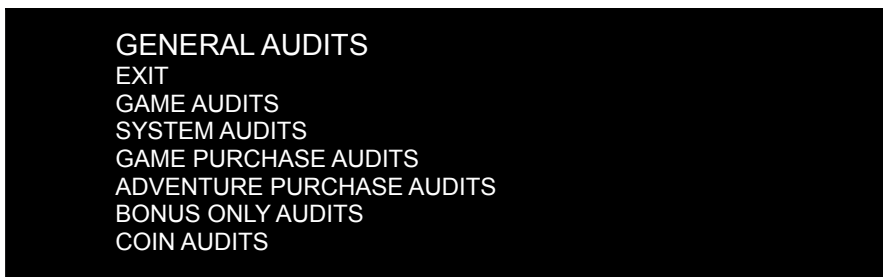 GENERAL AUDITS
EXIT
GAME AUDITS
SYSTEM AUDITS
GAME PURCHASE AUDITS
ADVENTURE PURCHASE AUDITS
BONUS ONLY AUDITS
COIN AUDITS